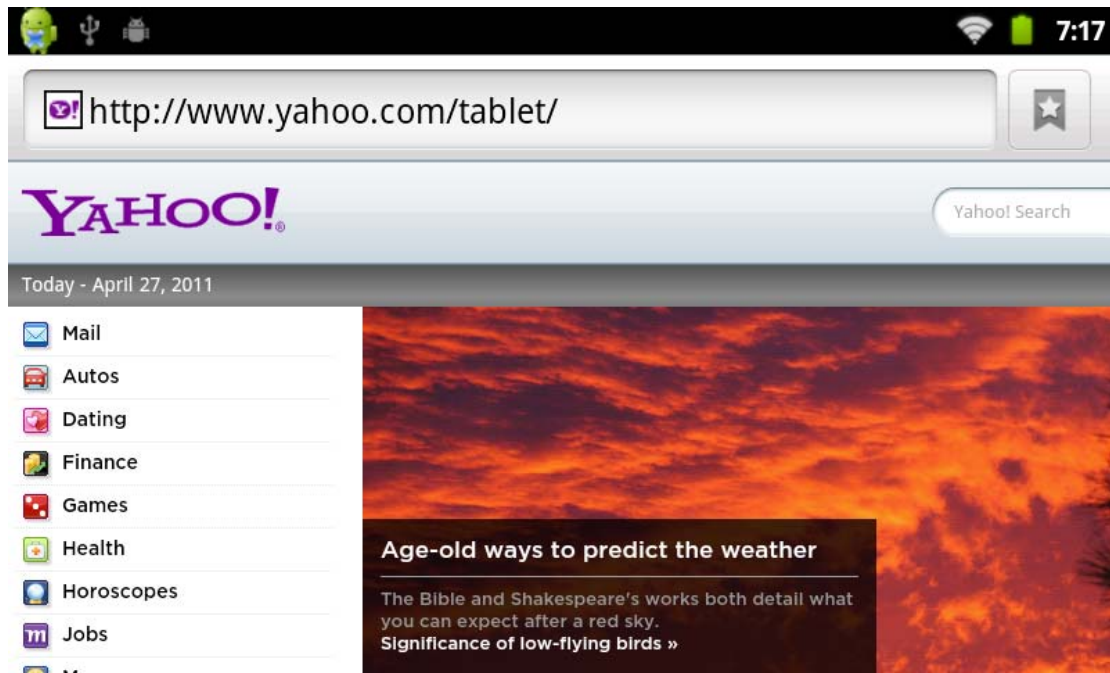 7:17
http://www.yahoo.com/tablet/
YAHOO!®
Yahoo! Search
Today - April 27, 2011
Mail
Autos
Dating
Finance
Games
Health
Horoscopes
Jobs
Age-old ways to predict the weather
The Bible and Shakespeare's works both detail what
you can expect after a red sky.
Significance of low-flying birds »